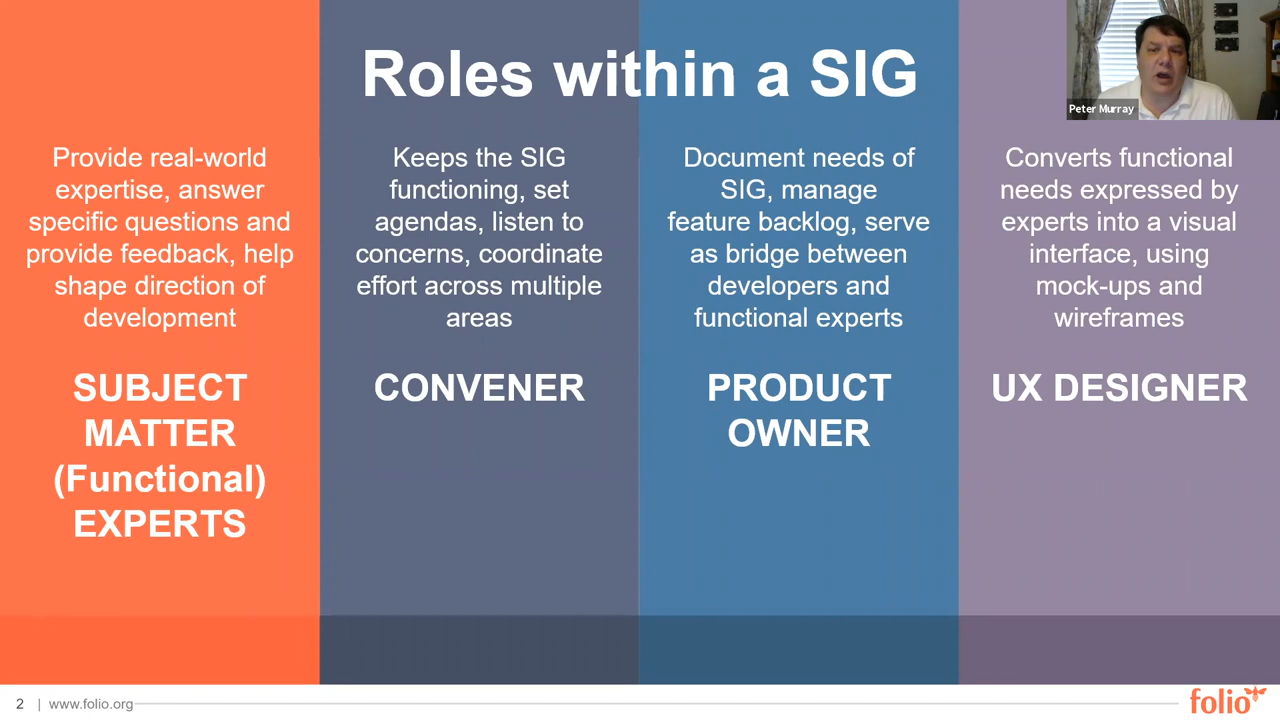 Roles within a SIG
Peter Murray
Provide real-world
expertise, answer
specific questions and
provide feedback, help
shape direction of
development
SUBJECT
MATTER
(Functional)
EXPERTS
Keeps the SIG
functioning, set
agendas, listen to
concerns, coordinate
effort across multiple
areas
CONVENER
Document needs of
SIG, manage
feature backlog, serve
as bridge between
developers and
functional experts
PRODUCT
OWNER
Converts functional
needs expressed by
experts into a visual
interface, using
mock-ups and
wireframes
UX DESIGNER
2 | www.folio.org
folio